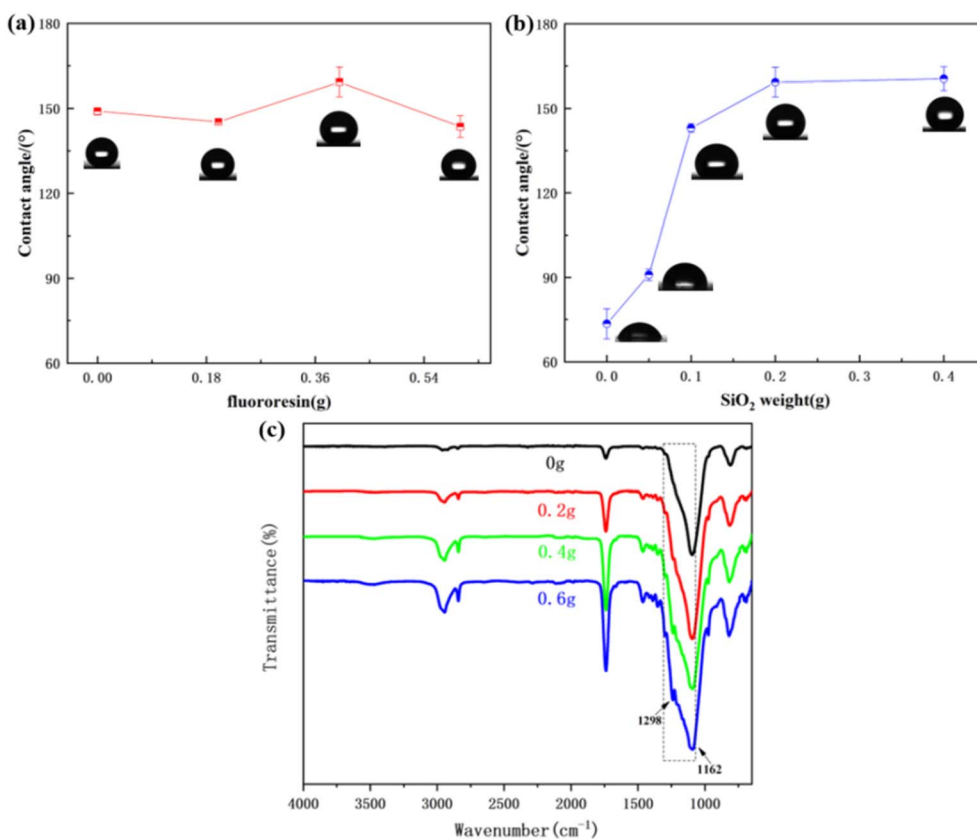 (a)
180
150
120
90
60
Contact angle/(°)
0.00
0.18
0.36
0.54
fluororesin(g)
(b)
180
150
120
90
60
Contact angle/(°)
0.0
0.1
0.2
0.3
0.4
SiO₂ weight(g)
(c)
0g
0.2g
0.4g
0.6g
1298
1162
Transmittance(%)
4000
3500
3000
2500
2000
1500
1000
Wavenumber(cm⁻¹)